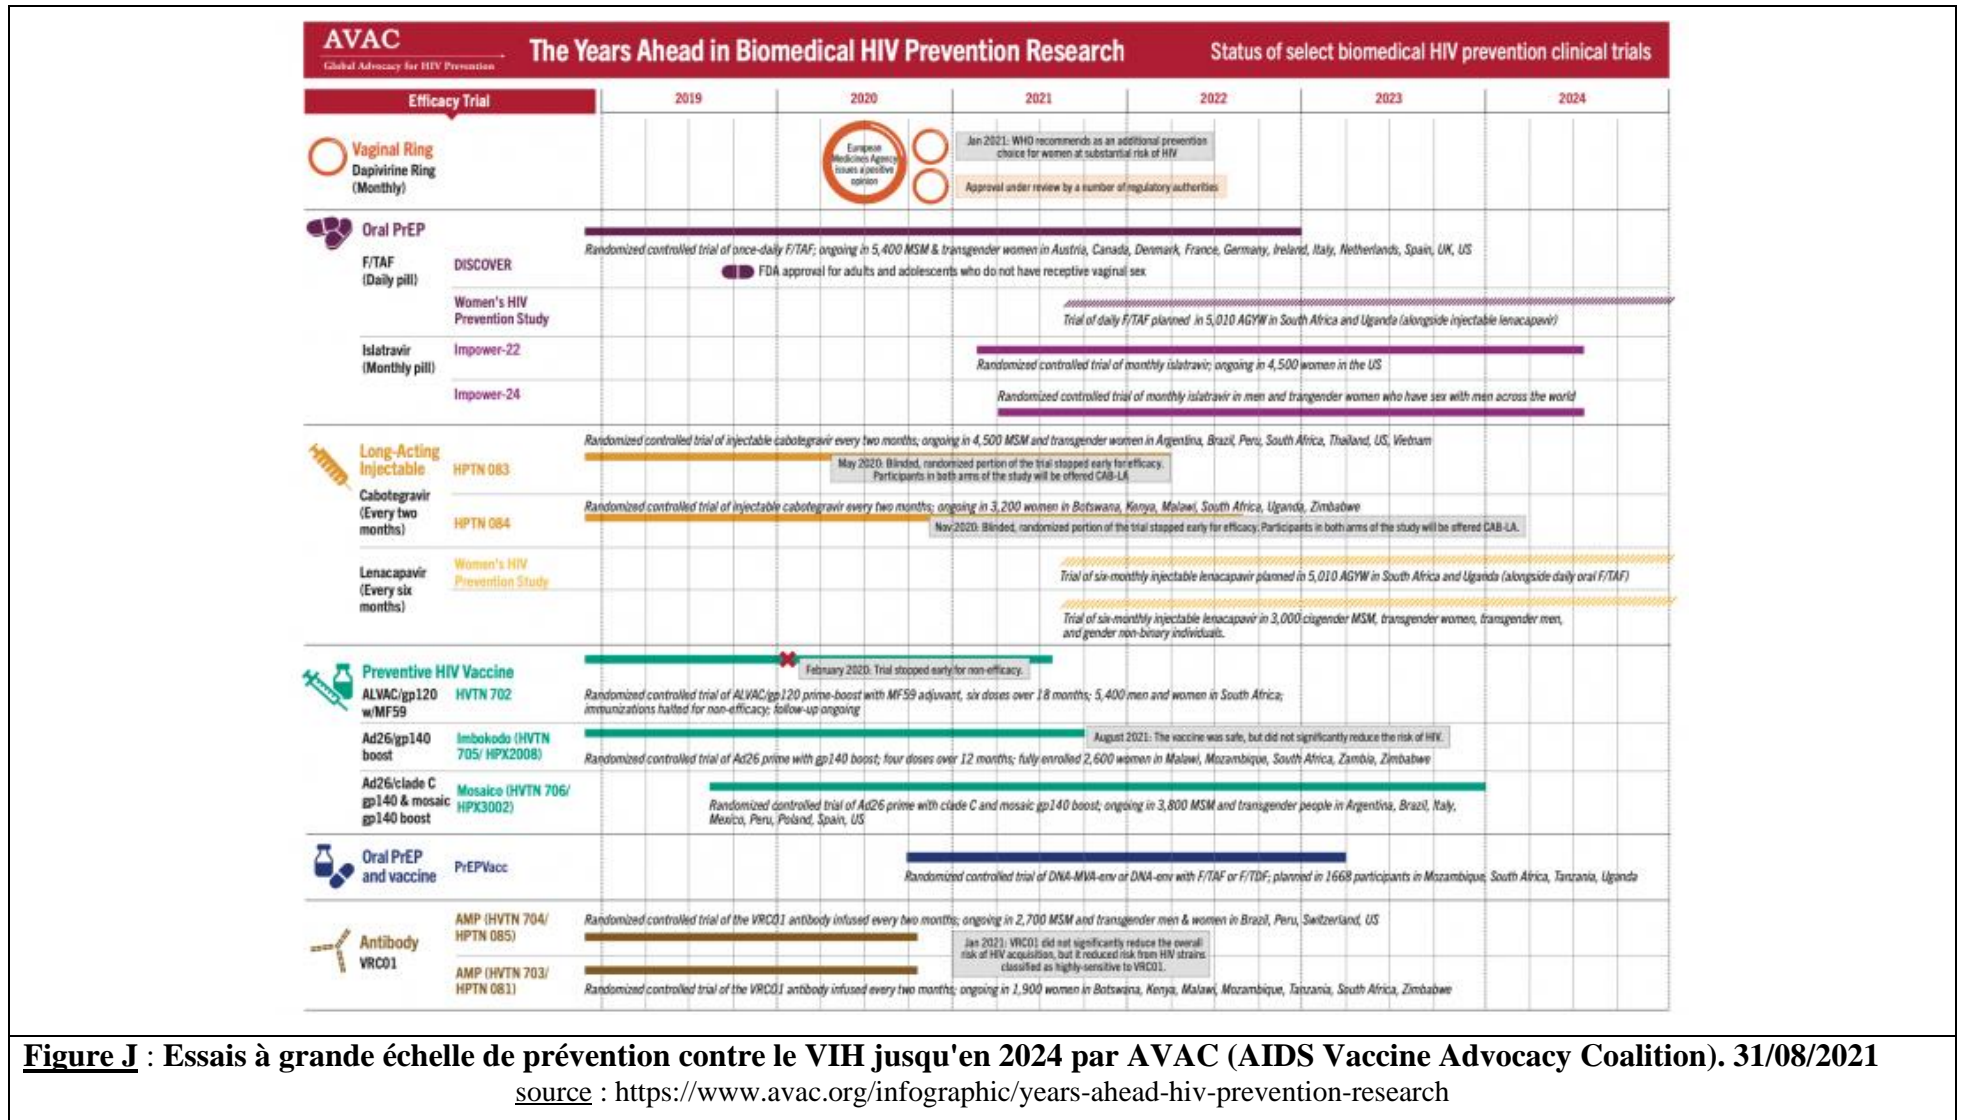 AVAC
Global Advocacy for HIV Prevention
The Years Ahead in Biomedical HIV Prevention Research
Status of select biomedical HIV prevention clinical trials
Efficacy Trial
2019
2020
2021
2022
2023
2024
Vaginal Ring
Dapivirine Ring
(Monthly)
European
Medicines Agency
issues a positive
opinion
Jan 2021: WHO recommends as an additional prevention
choice for women at substantial risk of HIV
Approval under review by a number of regulatory authorities
Oral PrEP
F/TAF
(Daily pill)
DISCOVER
Randomized controlled trial of once-daily F/TAF; ongoing in 5,400 MSM & transgender women in Austria, Canada, Denmark, France, Germany, Ireland, Italy, Netherlands, Spain, UK, US
FDA approval for adults and adolescents who do not have receptive vaginal sex
Women's HIV
Prevention Study
Trial of daily F/TAF planned in 5,010 AGYW in South Africa and Uganda (alongside injectable lenacapavir)
Islatravir
(Monthly pill)
Impower-22
Randomized controlled trial of monthly islatravir; ongoing in 4,500 women in the US
Impower-24
Randomized controlled trial of monthly islatravir in men and trangender women who have sex with men across the world
Long-Acting
Injectable
Cabotegravir
(Every two
months)
HPTN 083
Randomized controlled trial of injectable cabotegravir every two months; ongoing in 4,500 MSM and transgender women in Argentina, Brazil, Peru, South Africa, Thailand, US, Vietnam
May 2020: Blinded, randomized portion of the trial stopped early for efficacy.
Participants in both arms of the study will be offered CAB-LA
HPTN 084
Randomized controlled trial of injectable cabotegravir every two months; ongoing in 3,200 women in Botswana, Kenya, Malawi, South Africa, Uganda, Zimbabwe
Nov 2020: Blinded, randomized portion of the trial stopped early for efficacy. Participants in both arms of the study will be offered CAB-LA.
Lenacapavir
(Every six
months)
Women's HIV
Prevention Study
Trial of six-monthly injectable lenacapavir planned in 5,010 AGYW in South Africa and Uganda (alongside daily oral F/TAF)
Trial of six-monthly injectable lenacapavir in 3,000 cisgender MSM, transgender women, transgender men,
and gender non-binary individuals.
Preventive HIV Vaccine
ALVAC/gp120
w/MF59
HVTN 702
February 2020: Trial stopped early for non-efficacy.
Randomized controlled trial of ALVAC/gp120 prime-boost with MF59 adjuvant, six doses over 18 months; 5,400 men and women in South Africa;
immunizations halted for non-efficacy; follow-up ongoing
Ad26/gp140
boost
Imbokodo (HVTN
705/ HPX2008)
August 2021: The vaccine was safe, but did not significantly reduce the risk of HIV.
Randomized controlled trial of Ad26 prime with gp140 boost; four doses over 12 months; fully enrolled 2,600 women in Malawi, Mozambique, South Africa, Zambia, Zimbabwe
Ad26/clade C
gp140 & mosaic
gp140 boost
Mosaico (HVTN 706/
HPX3002)
Randomized controlled trial of Ad26 prime with clade C and mosaic gp140 boost; ongoing in 3,800 MSM and transgender people in Argentina, Brazil, Italy,
Mexico, Peru, Poland, Spain, US
Oral PrEP
and vaccine
PrEPVacc
Randomized controlled trial of DNA-MVA-env or DNA-env with F/TAF or F/TDF; planned in 1668 participants in Mozambique, South Africa, Tanzania, Uganda
Antibody
VRC01
AMP (HVTN 704/
HPTN 085)
Randomized controlled trial of the VRC01 antibody infused every two months; ongoing in 2,700 MSM and transgender men & women in Brazil, Peru, Switzerland, US
Jan 2021: VRC01 did not significantly reduce the overall
risk of HIV acquisition, but it reduced risk from HIV strains
classified as highly-sensitive to VRC01.
AMP (HVTN 703/
HPTN 081)
Randomized controlled trial of the VRC01 antibody infused every two months; ongoing in 1,900 women in Botswana, Kenya, Malawi, Mozambique, Tanzania, South Africa, Zimbabwe
Figure J : Essais à grande échelle de prévention contre le VIH jusqu'en 2024 par AVAC (AIDS Vaccine Advocacy Coalition). 31/08/2021
source : https://www.avac.org/infographic/years-ahead-hiv-prevention-research